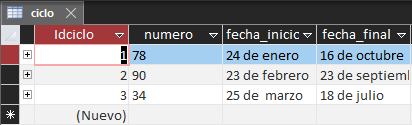 ciclo
Idciclo numero fecha_inicic fecha_final
1 78 24 de enero 16 de octubre
2 90 23 de febrero 23 de septiemb
3 34 25 de marzo 18 de julio
(Nuevo)